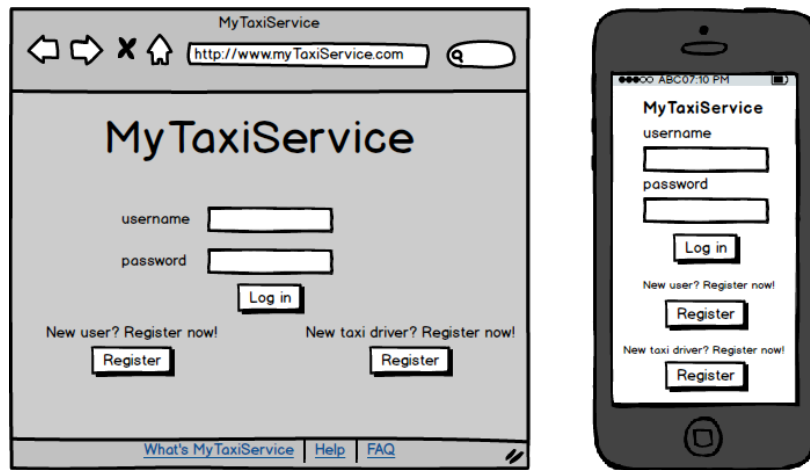 MyTaxiService
http://www.myTaxiService.com
MyTaxiService
username
password
Log in
New user? Register now! New taxi driver? Register now!
Register Register
What's MyTaxiService Help FAQ
ABC07:10 PM
MyTaxiService
username
password
Log in
New user? Register now!
Register
New taxi driver? Register now!
Register